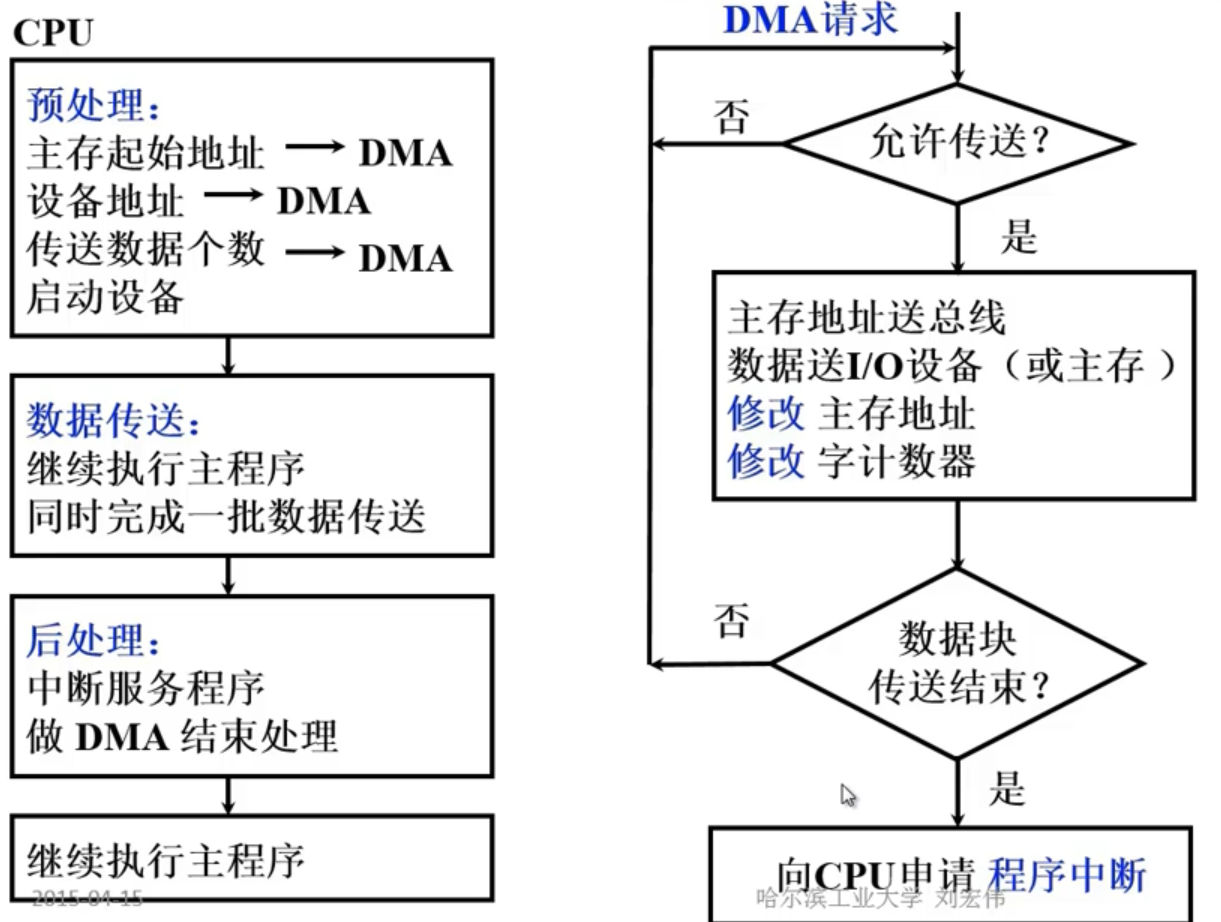 CPU
预处理：
主存起始地址 → DMA
设备地址 → DMA
传送数据个数 → DMA
启动设备
数据传送：
继续执行主程序
同时完成一批数据传送
后处理：
中断服务程序
做 DMA 结束处理
继续执行主程序
2015-04-15
DMA请求
允许传送？
否
是
主存地址送总线
数据送I/O设备（或主存 ）
修改 主存地址
修改 字计数器
数据块
传送结束？
否
是
向CPU申请 程序中断
哈尔滨工业大学 刘宏伟